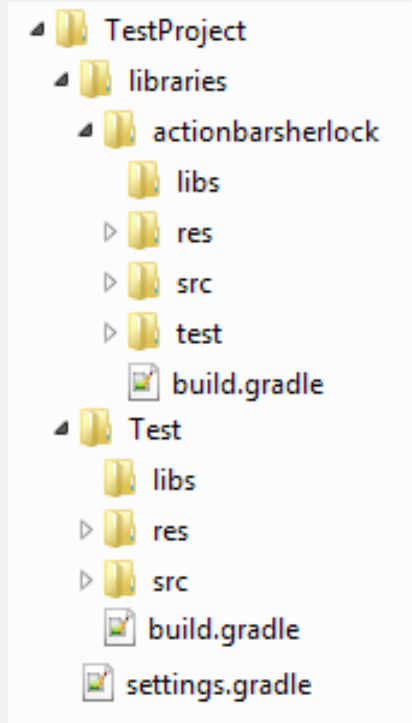 TestProject
libraries
actionbarsherlock
libs
res
src
test
build.gradle
Test
libs
res
src
build.gradle
settings.gradle